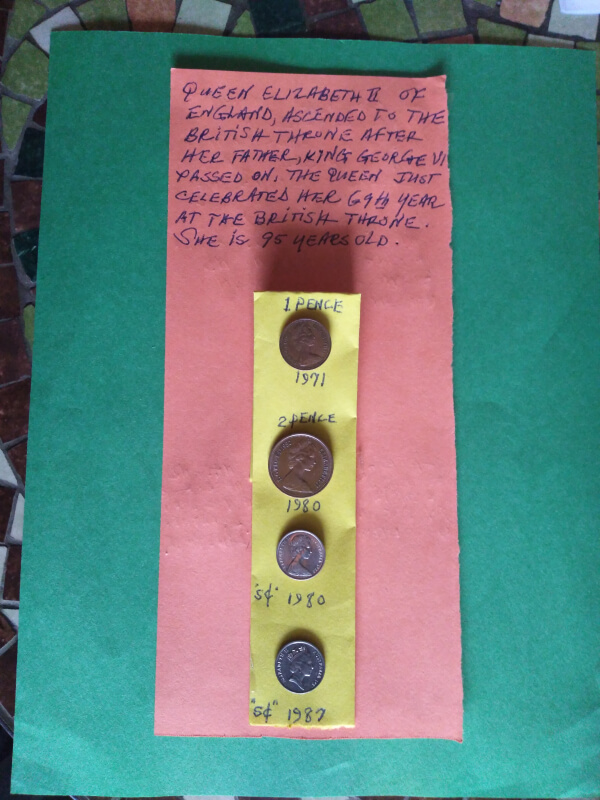 QUEEN ELIZABETH II OF
ENGLAND, ASCENDED TO THE
BRITISH THRONE AFTER
HER FATHER, KING GEORGE VI
PASSED ON. THE QUEEN JUST
CELEBRATED HER 69th YEAR
AT THE BRITISH THRONE.
SHE IS 95 YEARS OLD.
1 PENCE
1971
2 PENCE
1980
"5¢" 1980
"5¢" 1987